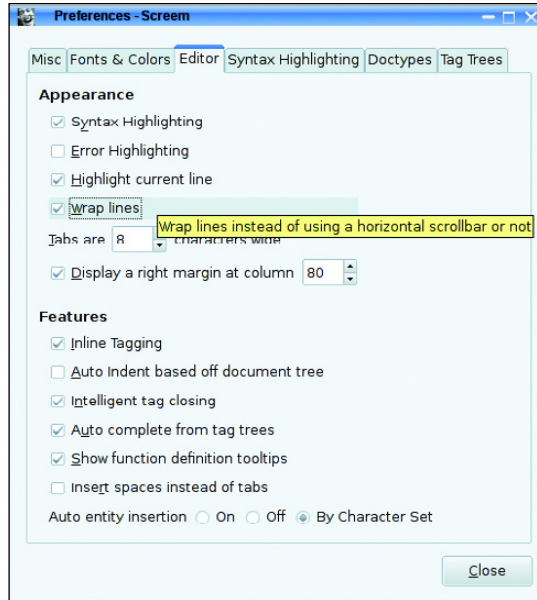 Preferences - Screem
Misc Fonts & Colors Editor Syntax Highlighting Doctypes Tag Trees
Appearance
Syntax Highlighting
Error Highlighting
Highlight current line
Wrap lines
Wrap lines instead of using a horizontal scrollbar or not
Tabs are 8 characters wide
Display a right margin at column 80
Features
Inline Tagging
Auto Indent based off document tree
Intelligent tag closing
Auto complete from tag trees
Show function definition tooltips
Insert spaces instead of tabs
Auto entity insertion On Off By Character Set
Close